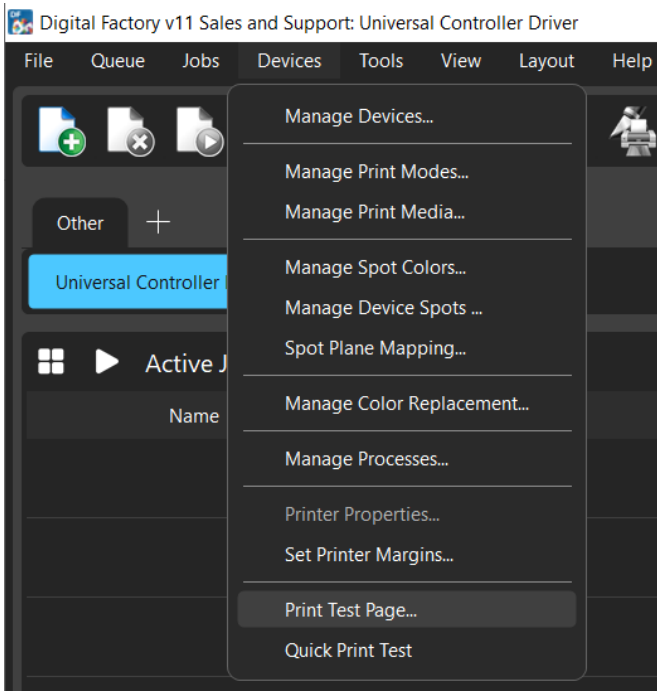 Digital Factory v11 Sales and Support: Universal Controller Driver
File Queue Jobs Devices Tools View Layout Help
Manage Devices...
Manage Print Modes...
Manage Print Media...
Other
Manage Spot Colors...
Universal Controller
Manage Device Spots ...
Spot Plane Mapping...
Active J
Manage Color Replacement...
Name
Manage Processes...
Printer Properties...
Set Printer Margins...
Print Test Page...
Quick Print Test